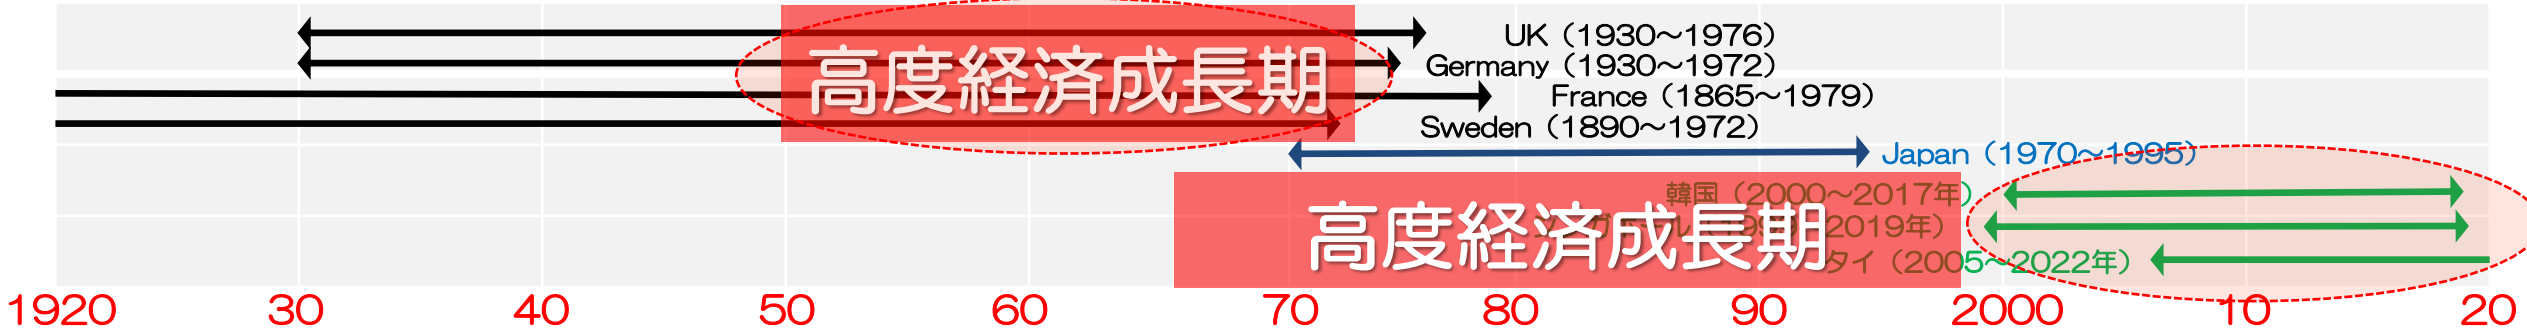 UK（1930～1976）
高度経済成長期
Germany（1930～1972）
France（1865～1979）
Sweden（1890～1972）
Japan（1970～1995）
韓国（2000～2017年）
高度経済成長期
2019年）
タイ（2005～2022年）
1920 30 40 50 60 70 80 90 2000 10 20